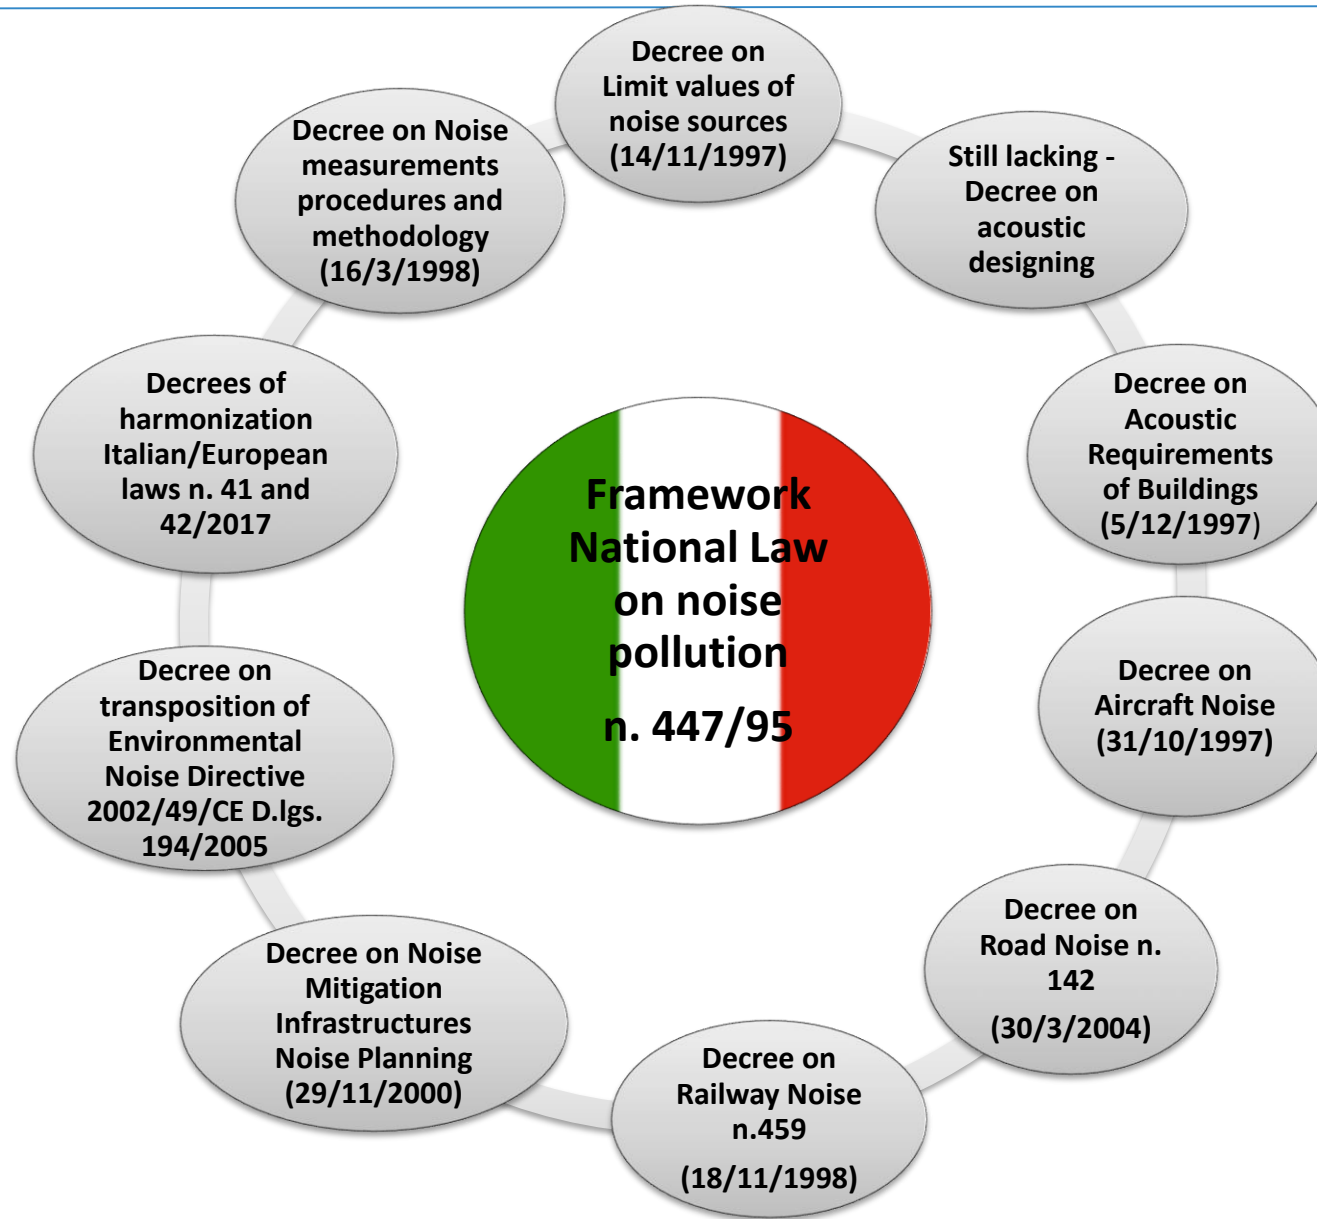 Decree on
Limit values of
noise sources
(14/11/1997)
Still lacking -
Decree on
acoustic
designing
Decree on
Acoustic
Requirements
of Buildings
(5/12/1997)
Decree on
Aircraft Noise
(31/10/1997)
Decree on
Road Noise n.
142
(30/3/2004)
Decree on
Railway Noise
n.459
(18/11/1998)
Decree on Noise
Mitigation
Infrastructures
Noise Planning
(29/11/2000)
Decree on
transposition of
Environmental
Noise Directive
2002/49/CE D.lgs.
194/2005
Decrees of
harmonization
Italian/European
laws n. 41 and
42/2017
Decree on Noise
measurements
procedures and
methodology
(16/3/1998)
Framework
National Law
on noise
pollution
n. 447/95